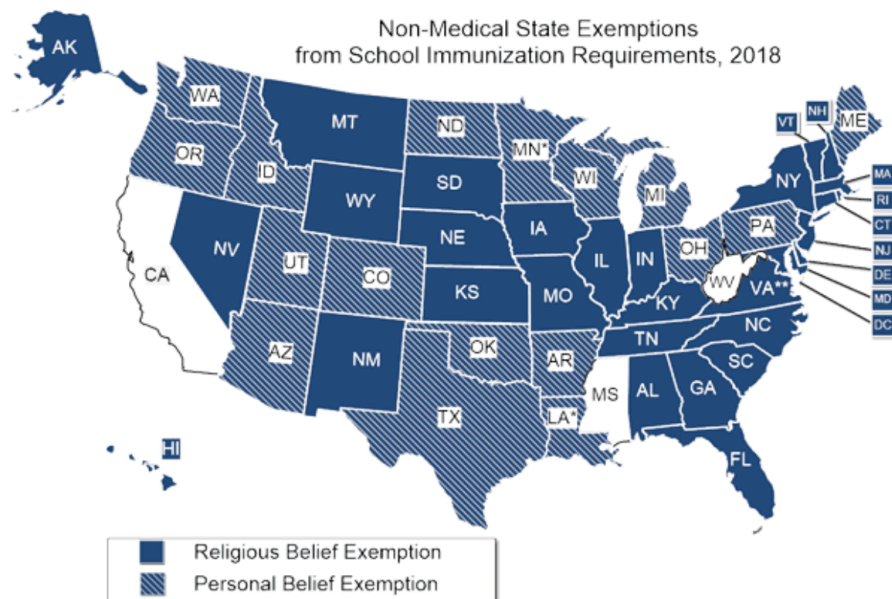 Non-Medical State Exemptions
from School Immunization Requirements, 2018
AK
WA
OR
ID
MT
ND
MN*
WI
MI
ME
VT
NH
MA
RI
CT
NJ
DE
MD
DC
NY
PA
OH
WV
VA**
SD
WY
NE
IA
IL
IN
NV
CA
UT
CO
KS
MO
KY
TN
NC
SC
AZ
NM
OK
AR
TX
LA*
MS
AL
GA
FL
HI
Religious Belief Exemption
Personal Belief Exemption